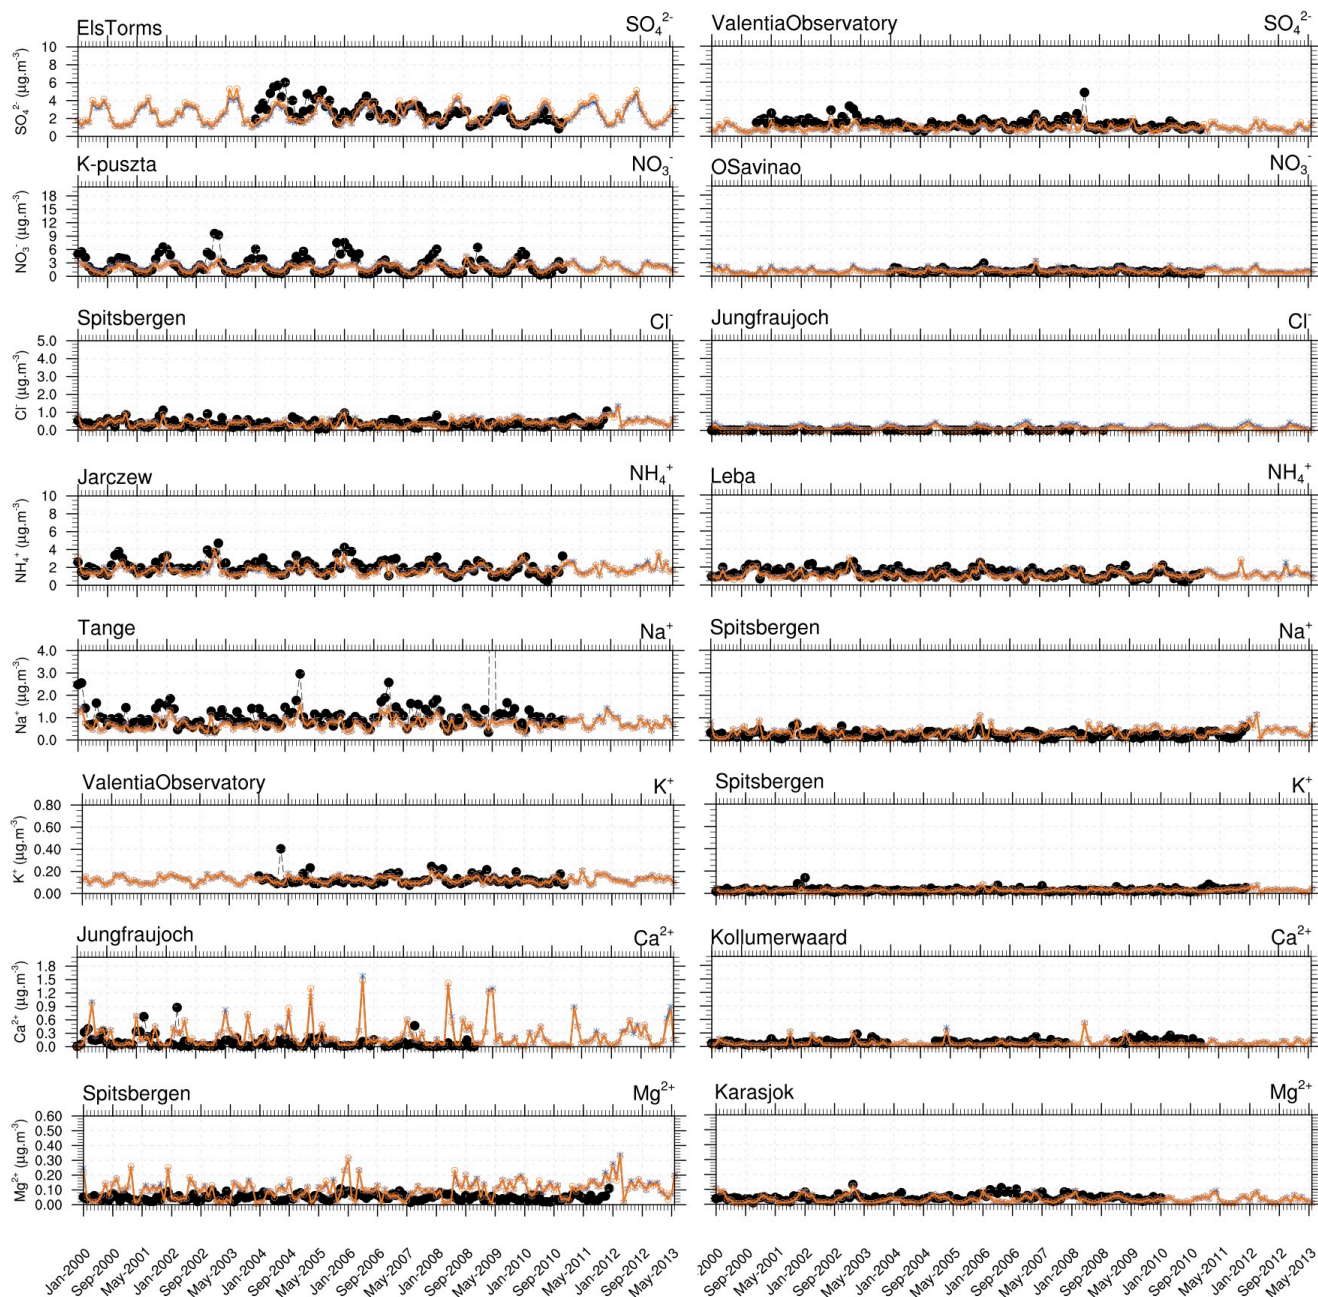 ElsTorms SO₄²⁻
SO₄²⁻ (µg.m⁻³)
10
8
6
4
2
0
ValentiaObservatory SO₄²⁻
K-puszta NO₃⁻
NO₃⁻ (µg.m⁻³)
18
15
12
9
6
3
0
OSavinao NO₃⁻
Spitsbergen Cl⁻
Cl⁻ (µg.m⁻³)
5.0
4.0
3.0
2.0
1.0
0.0
Jungfraujoch Cl⁻
Jarczew NH₄⁺
NH₄⁺ (µg.m⁻³)
10
8
6
4
2
0
Leba NH₄⁺
Tange Na⁺
Na⁺ (µg.m⁻³)
4.0
3.0
2.0
1.0
0.0
Spitsbergen Na⁺
ValentiaObservatory K⁺
K⁺ (µg.m⁻³)
0.80
0.60
0.40
0.20
0.00
Spitsbergen K⁺
Jungfraujoch Ca²⁺
Ca²⁺ (µg.m⁻³)
1.8
1.5
1.2
0.9
0.6
0.3
0.0
Kollumerwaard Ca²⁺
Spitsbergen Mg²⁺
Mg²⁺ (µg.m⁻³)
0.60
0.50
0.40
0.30
0.20
0.10
0.00
Karasjok Mg²⁺
Jan-2000 Sep-2000 May-2001 Jan-2002 Sep-2002 May-2003 Jan-2004 Sep-2004 May-2005 Jan-2006 Sep-2006 May-2007 Jan-2008 Sep-2008 May-2009 Jan-2010 Sep-2010 May-2011 Jan-2012 Sep-2012 May-2013
-2000 Sep-2000 May-2001 Jan-2002 Sep-2002 May-2003 Jan-2004 Sep-2004 May-2005 Jan-2006 Sep-2006 May-2007 Jan-2008 Sep-2008 May-2009 Jan-2010 Sep-2010 May-2011 Jan-2012 Sep-2012 May-2013